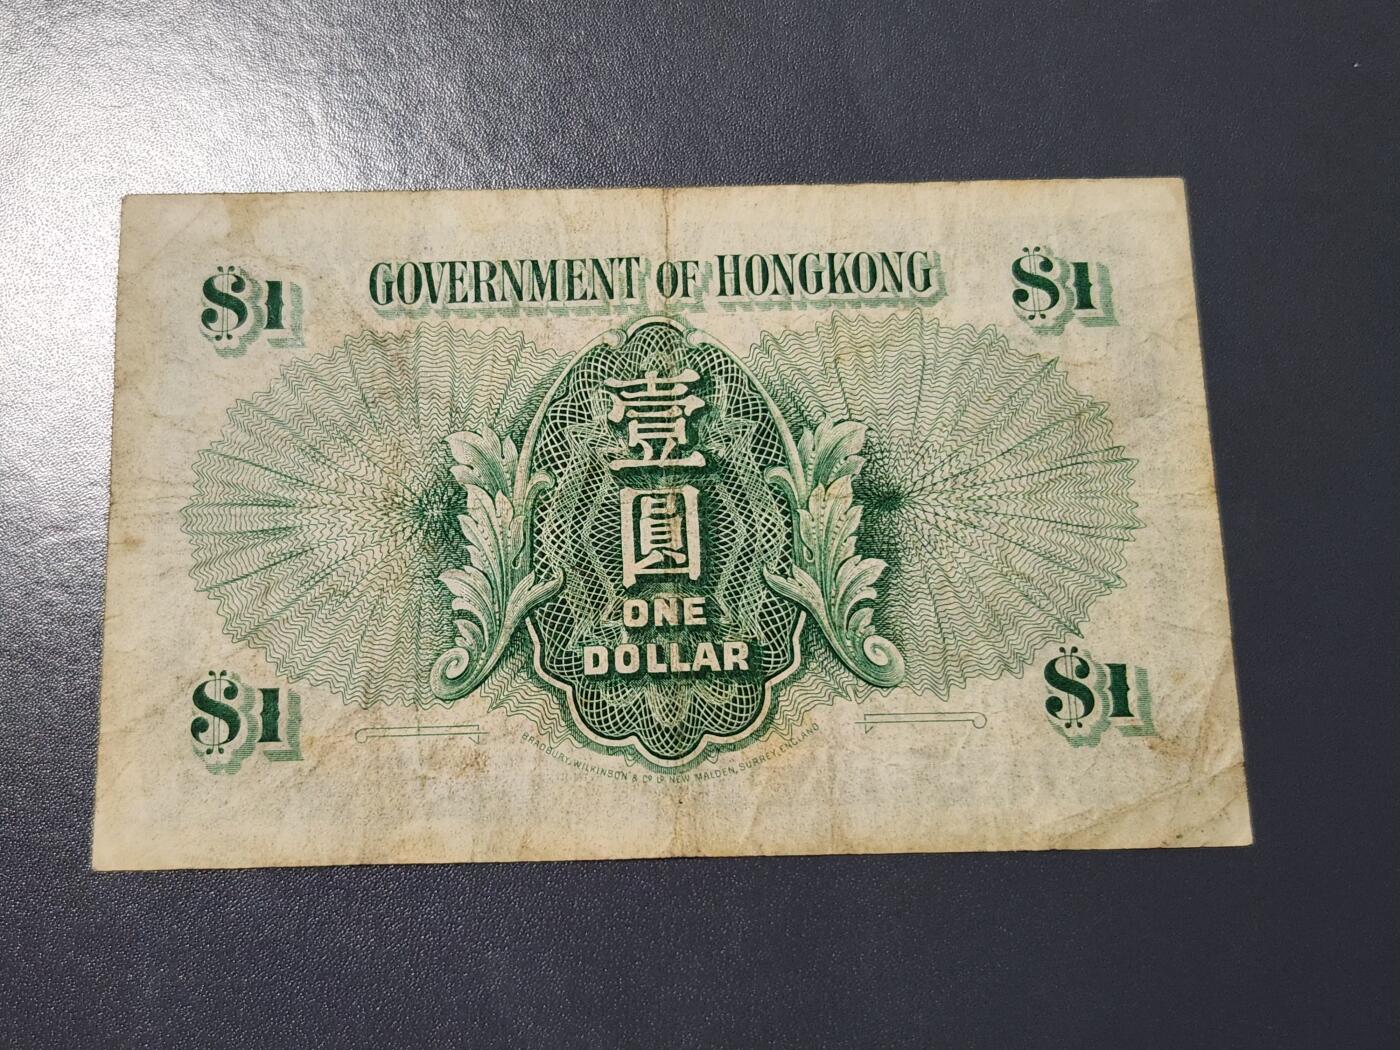 GOVERNMENT OF HONGKONG
$1
$1
壹
圓
ONE
DOLLAR
$1
$1
BRADBURY, WILKINSON & Co. Ld. NEW MALDEN, SURREY, ENGLAND